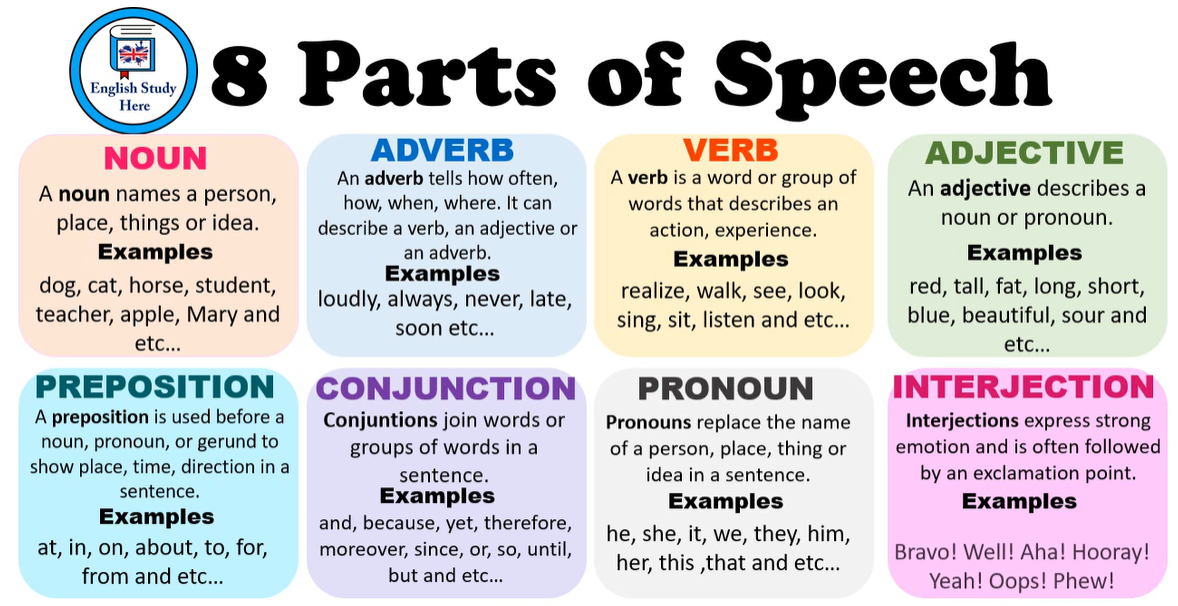 English Study
Here
8 Parts of Speech
NOUN
A noun names a person,
place, things or idea.
Examples
dog, cat, horse, student,
teacher, apple, Mary and
etc...
ADVERB
An adverb tells how often,
how, when, where. It can
describe a verb, an adjective or
an adverb.
Examples
loudly, always, never, late,
soon etc...
VERB
A verb is a word or group of
words that describes an
action, experience.
Examples
realize, walk, see, look,
sing, sit, listen and etc...
ADJECTIVE
An adjective describes a
noun or pronoun.
Examples
red, tall, fat, long, short,
blue, beautiful, sour and
etc...
PREPOSITION
A preposition is used before a
noun, pronoun, or gerund to
show place, time, direction in a
sentence.
Examples
at, in, on, about, to, for,
from and etc...
CONJUNCTION
Conjuntions join words or
groups of words in a
sentence.
Examples
and, because, yet, therefore,
moreover, since, or, so, until,
but and etc...
PRONOUN
Pronouns replace the name
of a person, place, thing or
idea in a sentence.
Examples
he, she, it, we, they, him,
her, this ,that and etc...
INTERJECTION
Interjections express strong
emotion and is often followed
by an exclamation point.
Examples
Bravo! Well! Aha! Hooray!
Yeah! Oops! Phew!